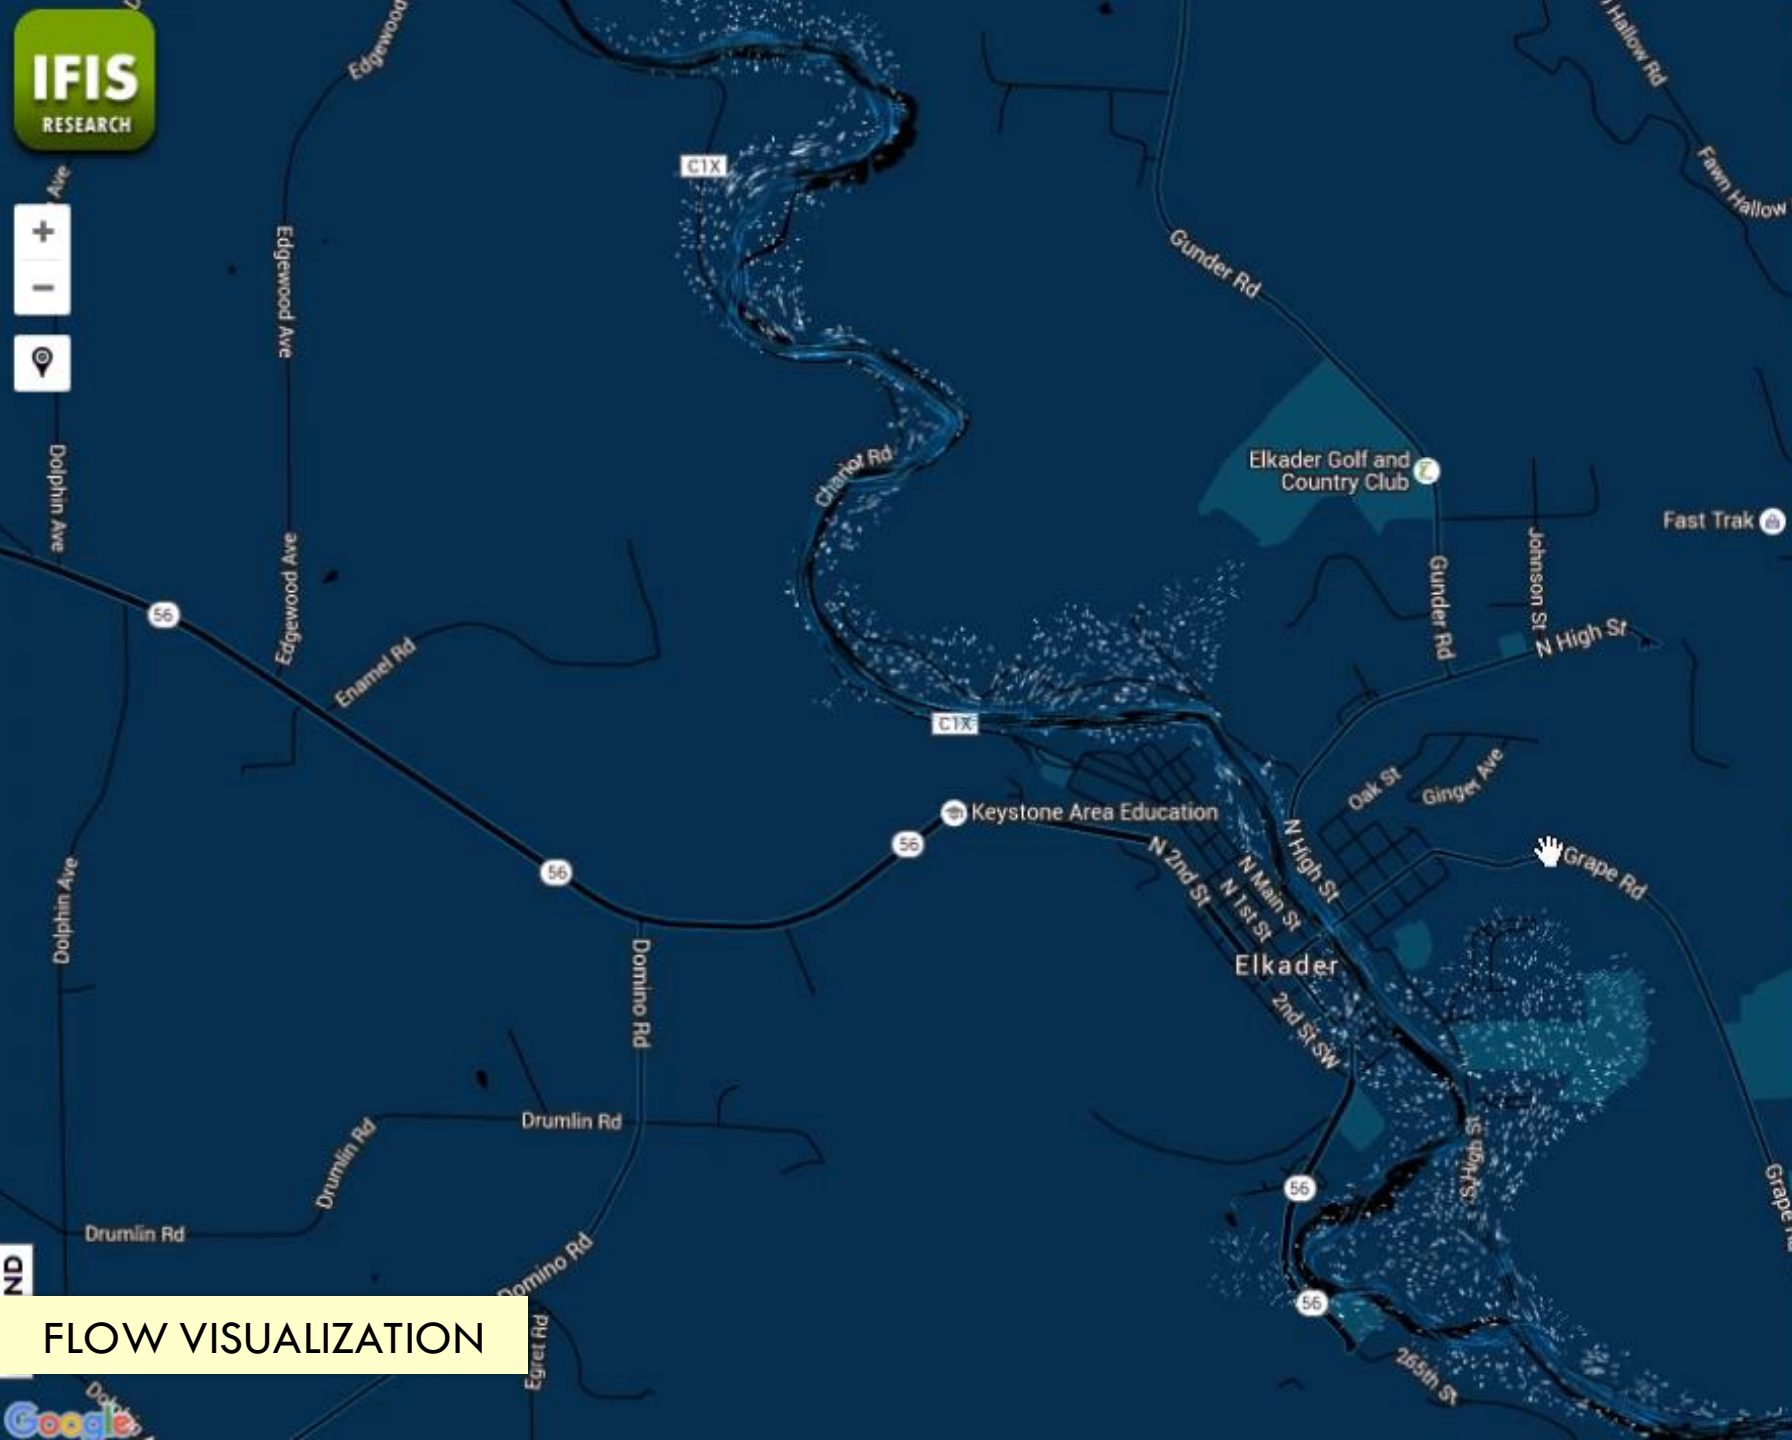 IFIS
RESEARCH
Edgewood
Hallow Rd
Fawn Hallow
C1X
Ave
+
−
Edgewood Ave
Gunder Rd
Dolphin Ave
Chariot Rd
Elkader Golf and
Country Club
Fast Trak
Johnson St
Gunder Rd
Edgewood Ave
56
Enamel Rd
N High St
C1X
Oak St
Ginger Ave
Keystone Area Education
56
56
N High St
N 2nd St
N Main St
N 1st St
Grape Rd
Dolphin Ave
Elkader
Domino Rd
2nd St SW
Drumlin Rd
Drumlin Rd
S High St
56
Grape
Drumlin Rd
Domino Rd
ND
56
FLOW VISUALIZATION
Egret Rd
265th St
Google